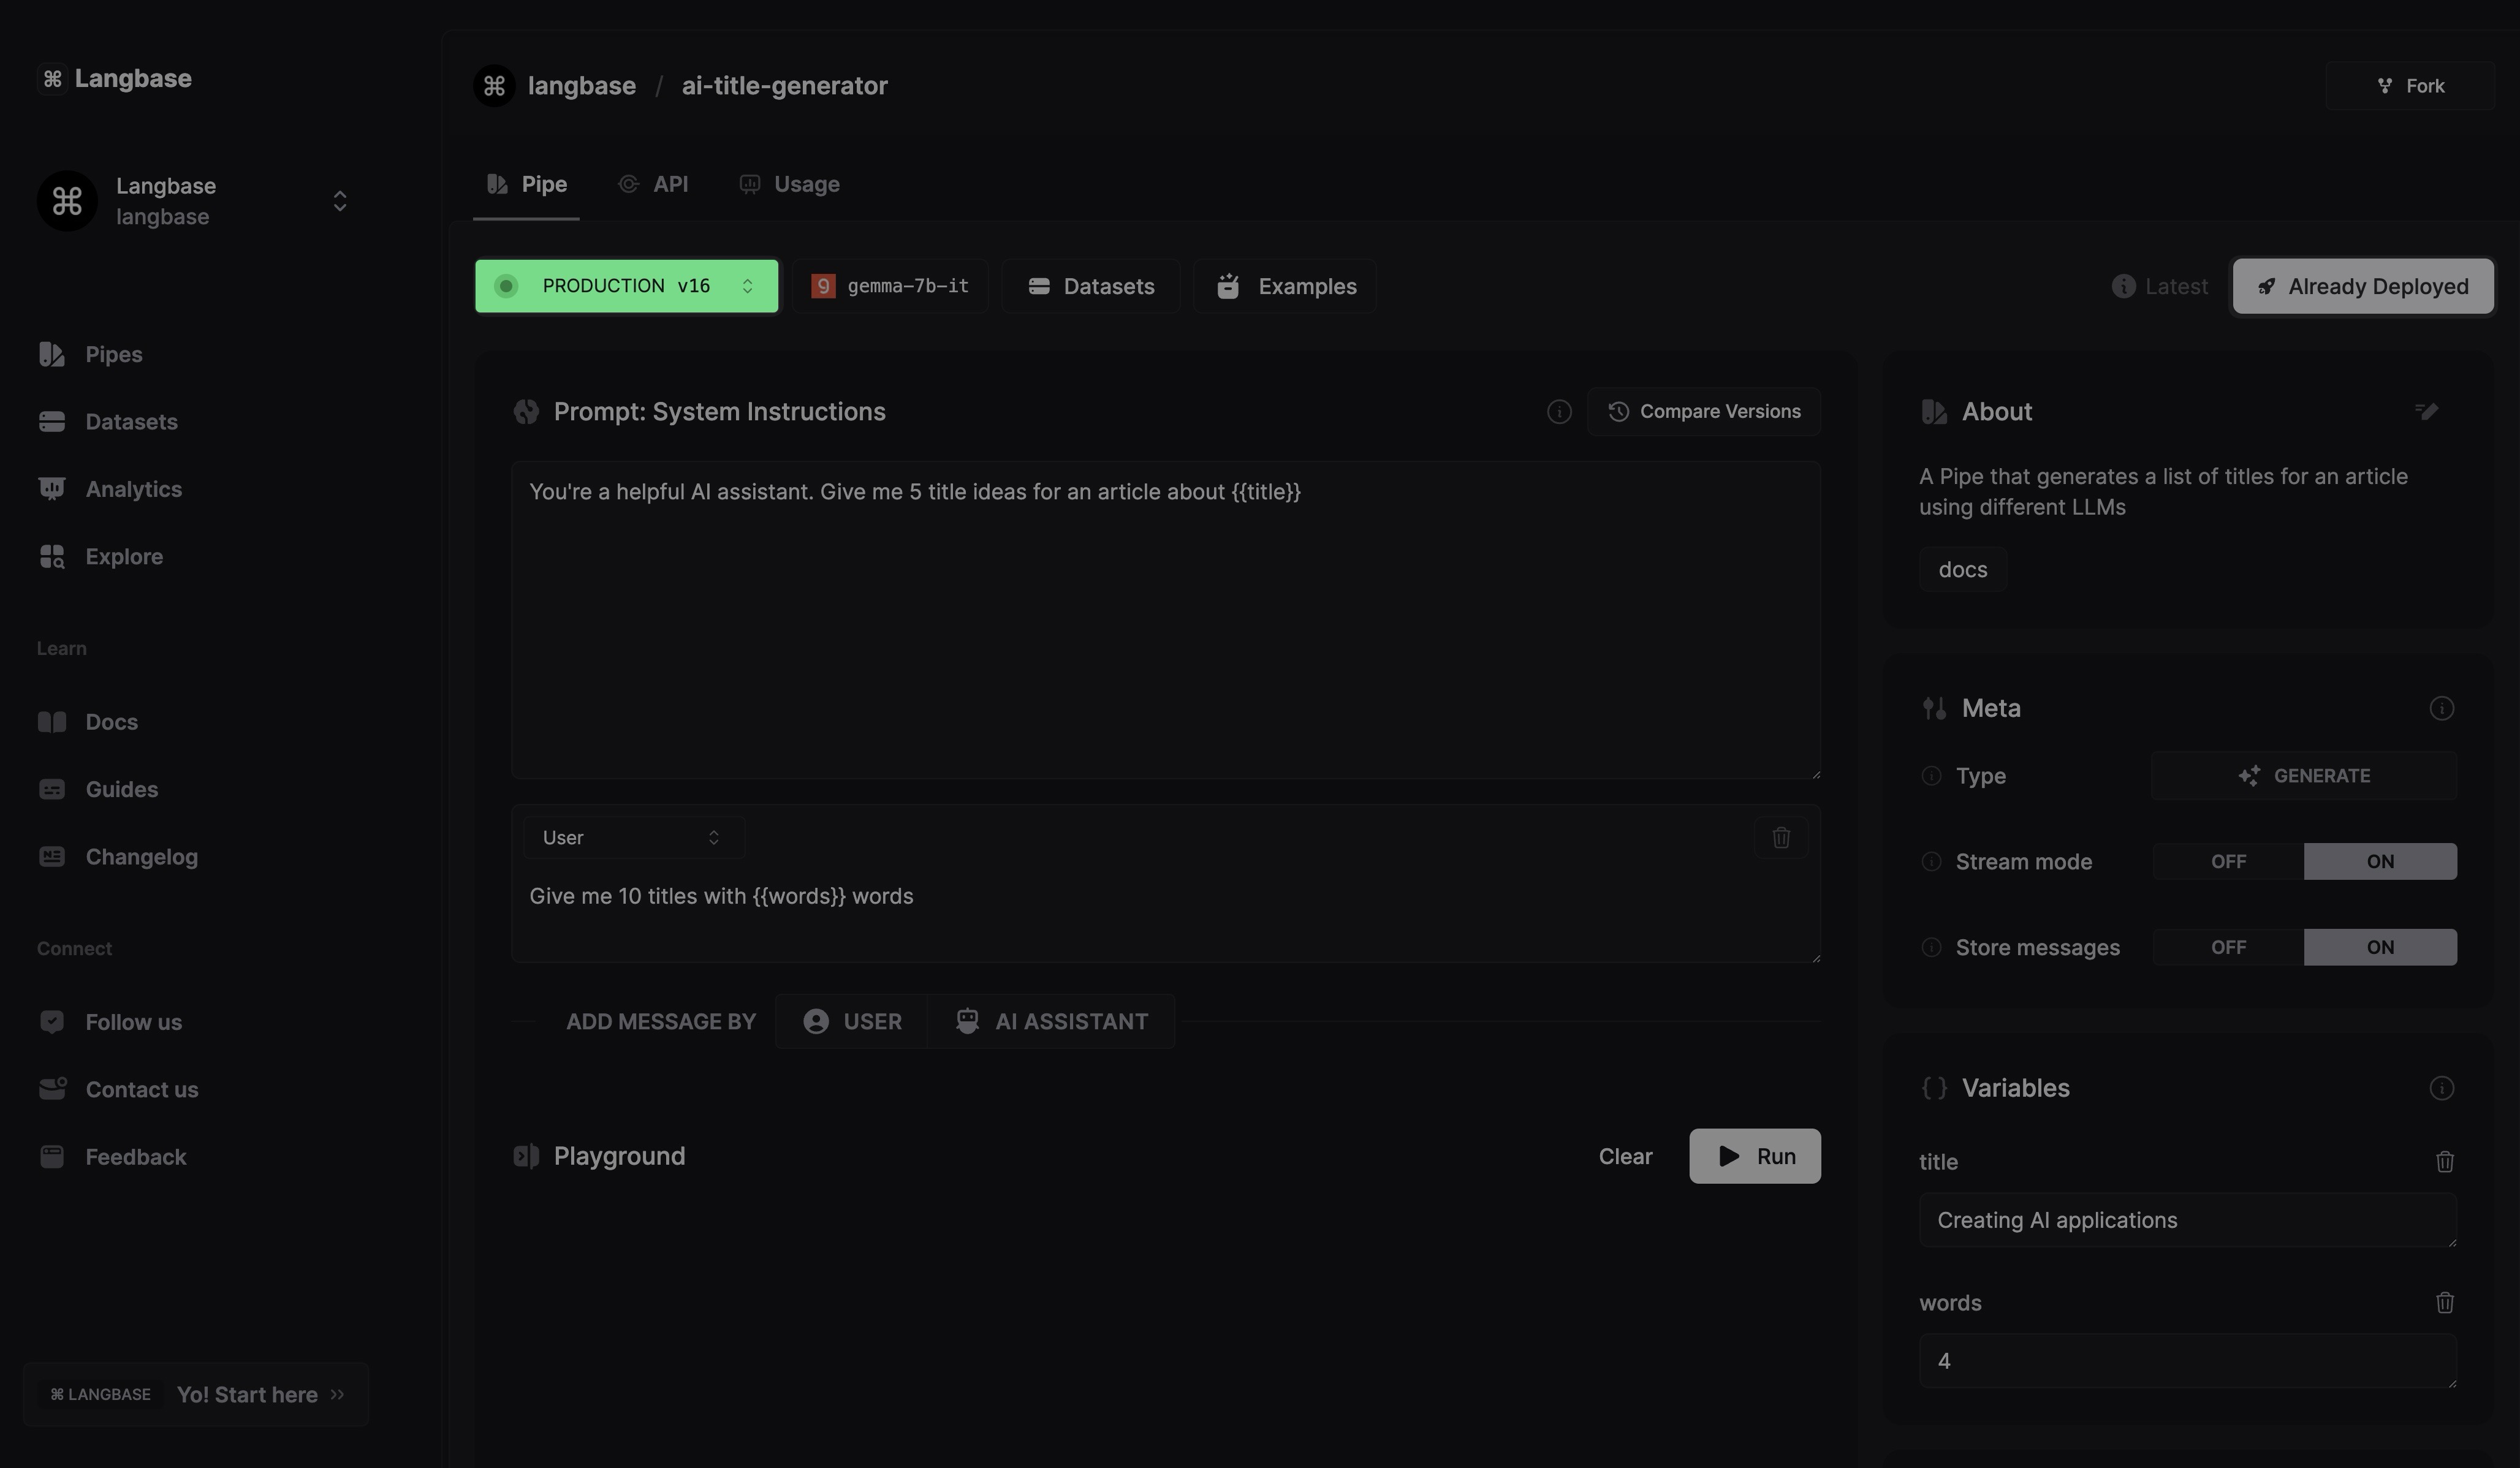 Langbase
Langbase
langbase
Pipes
Datasets
Analytics
Explore
Learn
Docs
Guides
Changelog
Connect
Follow us
Contact us
Feedback
⌘ LANGBASE Yo! Start here »
langbase / ai-title-generator
Fork
Pipe API Usage
PRODUCTION v16 gemma-7b-it Datasets Examples
Latest Already Deployed
Prompt: System Instructions
Compare Versions
You're a helpful AI assistant. Give me 5 title ideas for an article about {{title}}
User
Give me 10 titles with {{words}} words
ADD MESSAGE BY USER AI ASSISTANT
Playground
Clear Run
About
A Pipe that generates a list of titles for an article
using different LLMs
docs
Meta
Type GENERATE
Stream mode OFF ON
Store messages OFF ON
{} Variables
title
Creating AI applications
words
4